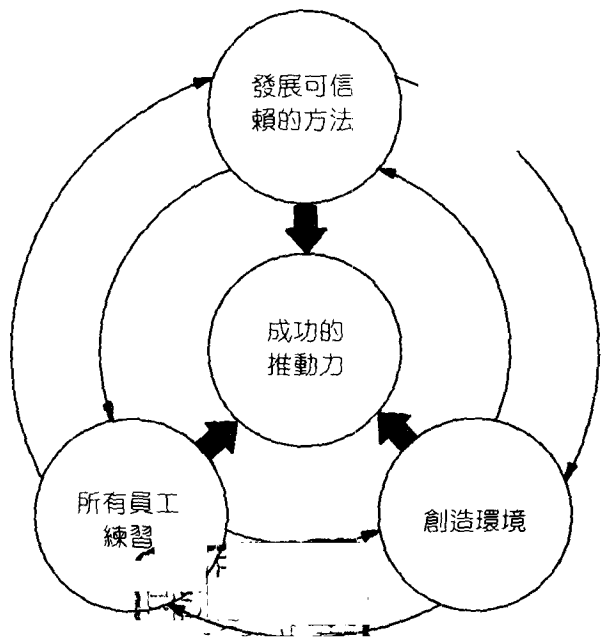 發展可信
賴的方法
成功的
推動力
所有員工
練習
創造環境